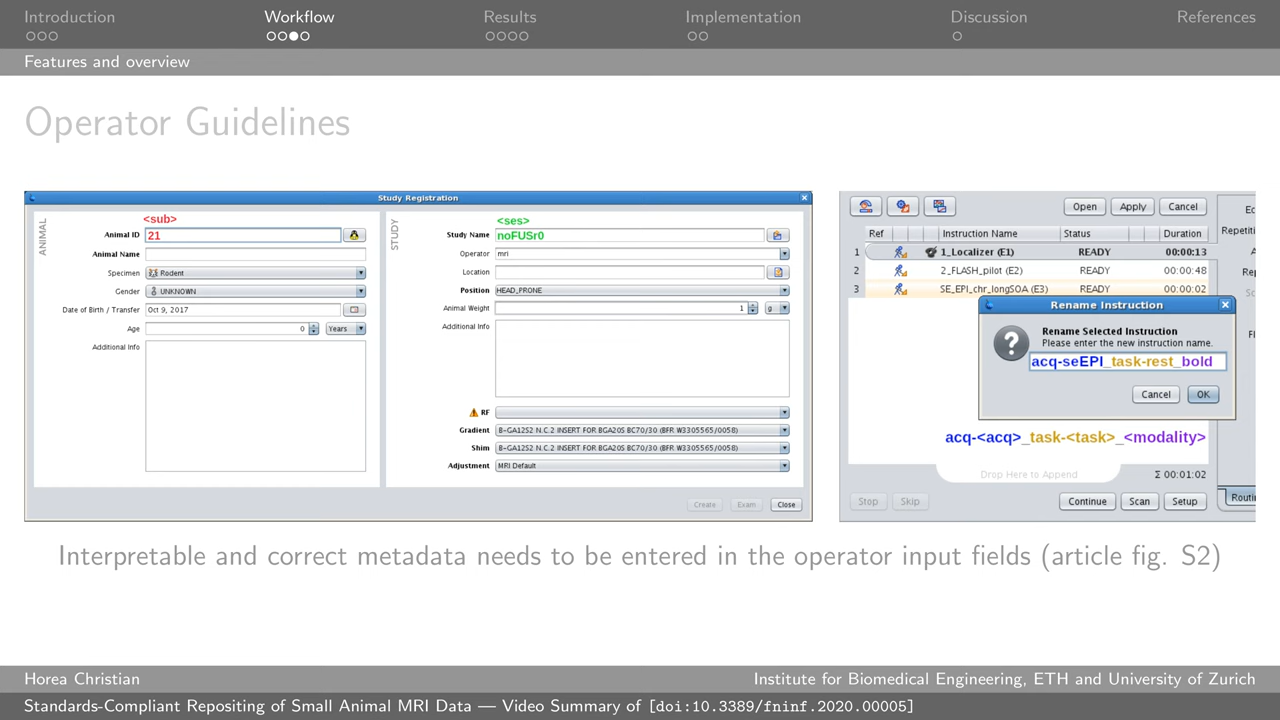 Introduction
Workflow
Results
Implementation
Discussion
References
Features and overview
Operator Guidelines
Study Registration
ANIMAL
<sub>
Animal ID 21
Animal Name
Specimen Rodent
Gender UNKNOWN
Date of Birth / Transfer Oct 9, 2017
Age 0 Years
Additional Info
STUDY
<ses>
Study Name noFUSr0
Operator mri
Location
Position HEAD_PRONE
Animal Weight 1 g
Additional Info
RF
Gradient B-GA12S2 N.C.2 INSERT FOR BGA20S BC70/30 (BFR W3305565/0058)
Shim B-GA12S2 N.C.2 INSERT FOR BGA20S BC70/30 (BFR W3305565/0058)
Adjustment MRI Default
Create Exam Close
Open Apply Cancel
Ref Instruction Name Status Duration
1 1_Localizer (E1) READY 00:00:13
2 2_FLASH_pilot (E2) READY 00:00:48
3 SE_EPI_chr_longSOA (E3) READY 00:00:02
Rename Instruction
Rename Selected Instruction
Please enter the new instruction name.
acq-seEPI_task-rest_bold
Cancel OK
acq-<acq>_task-<task>_<modality>
Drop Here to Append
Σ 00:01:02
Stop Skip Continue Scan Setup
Interpretable and correct metadata needs to be entered in the operator input fields (article fig. S2)
Horea Christian
Institute for Biomedical Engineering, ETH and University of Zurich
Standards-Compliant Repositing of Small Animal MRI Data — Video Summary of [doi:10.3389/fninf.2020.00005]